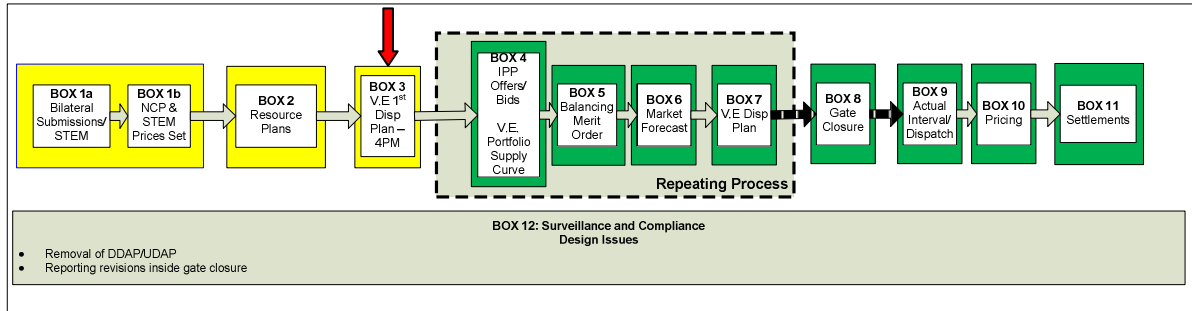 BOX 1a
Bilateral
Submissions/
STEM
BOX 1b
NCP &
STEM
Prices Set
BOX 2
Resource
Plans
BOX 3
V.E 1st
Disp
Plan –
4PM
BOX 4
IPP
Offers/
Bids
V.E.
Portfolio
Supply
Curve
BOX 5
Balancing
Merit
Order
BOX 6
Market
Forecast
BOX 7
V.E Disp
Plan
Repeating Process
BOX 8
Gate
Closure
BOX 9
Actual
Interval/
Dispatch
BOX 10
Pricing
BOX 11
Settlements
BOX 12: Surveillance and Compliance
Design Issues
• Removal of DDAP/UDAP
• Reporting revisions inside gate closure